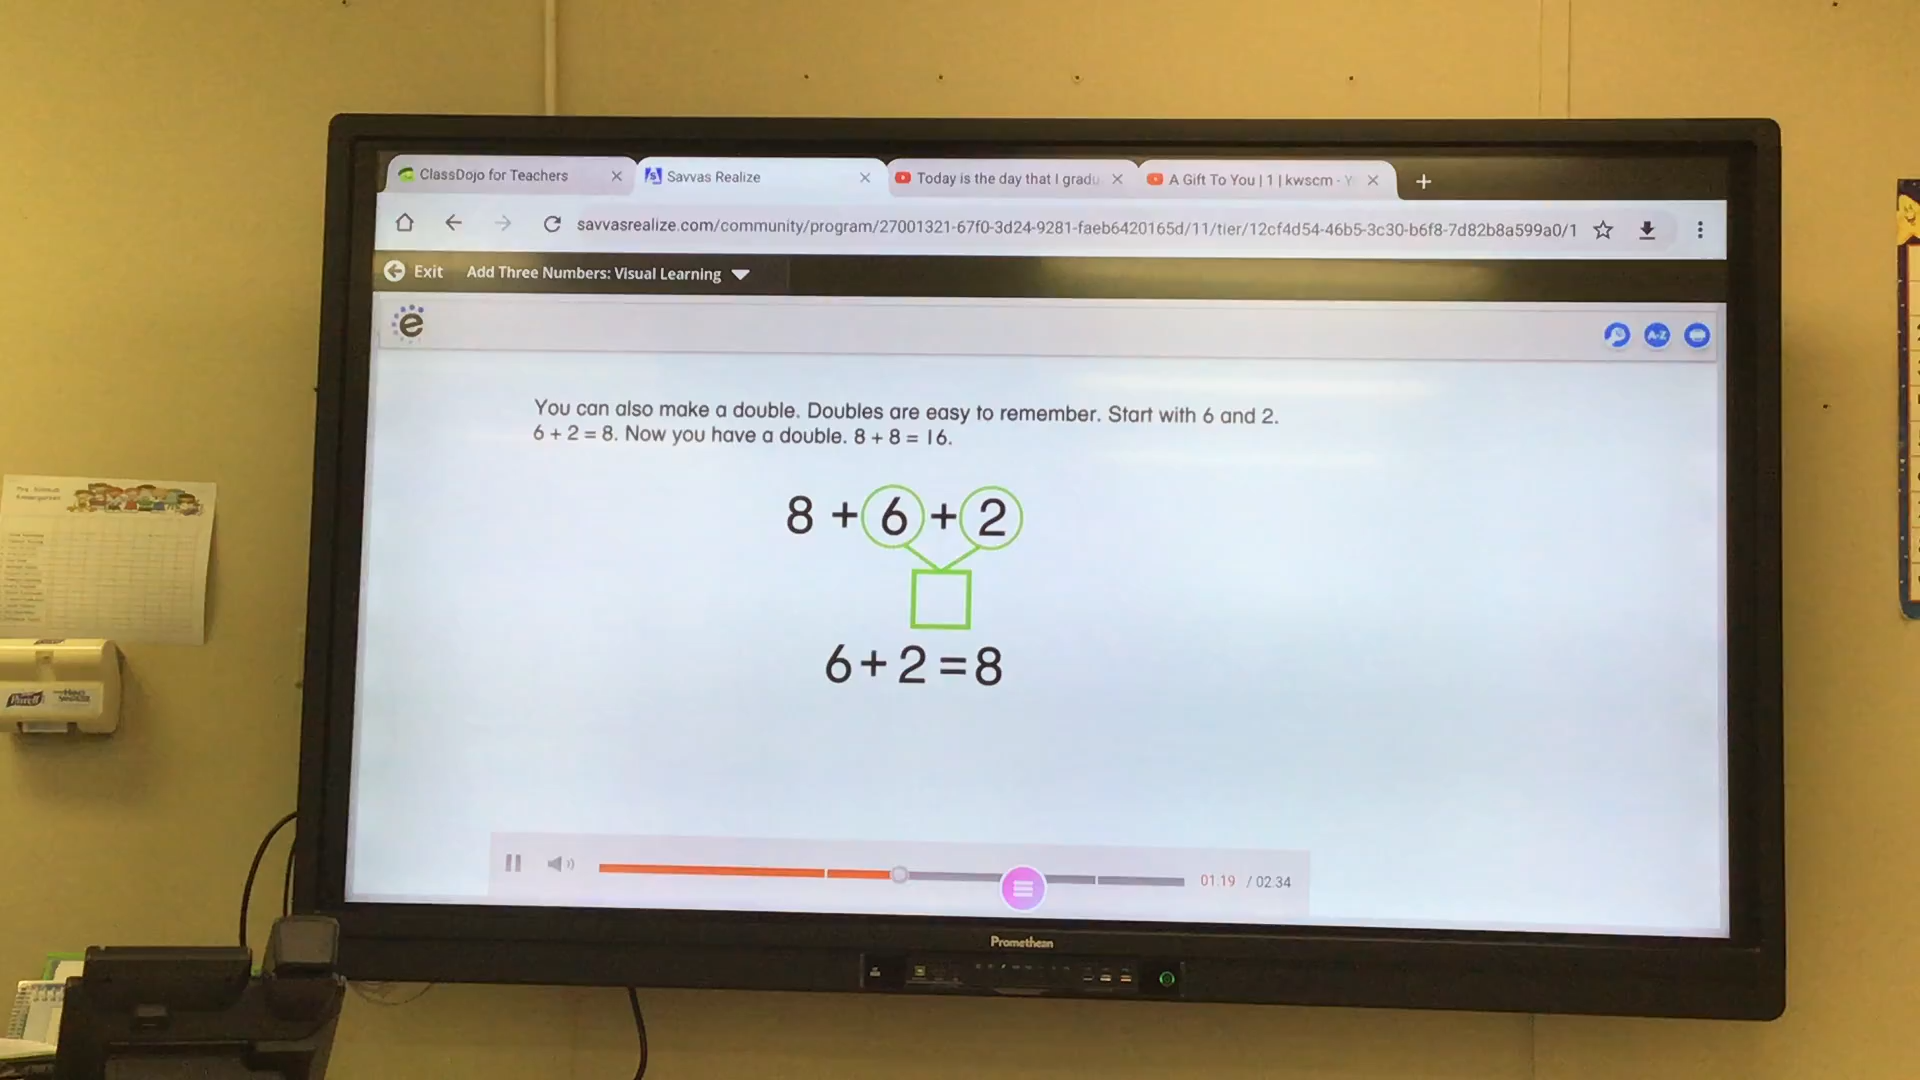 ClassDojo for Teachers
Savvas Realize
Today is the day that I gradu
A Gift To You | 1 | kwscm - Y
savvasrealize.com/community/program/27001321-67f0-3d24-9281-faeb6420165d/11/tier/12cf4d54-46b5-3c30-b6f8-7d82b8a599a0/1
Exit Add Three Numbers: Visual Learning
e
A-Z
You can also make a double. Doubles are easy to remember. Start with 6 and 2.
6 + 2 = 8. Now you have a double. 8 + 8 = 16.
8 + 6 + 2
6 + 2 = 8
01:19 / 02:34
Promethean
Purell